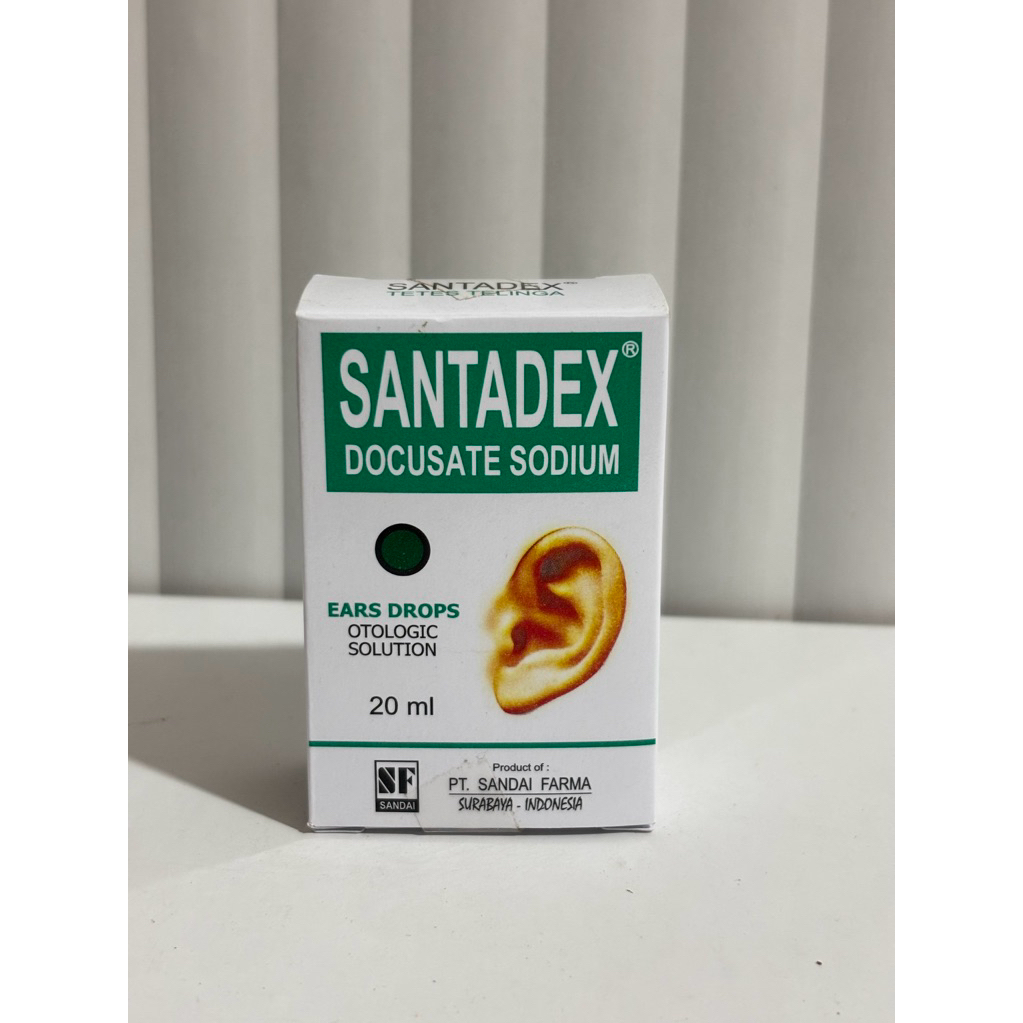 SANTADEX
TETES TELINGA
SANTADEX®
DOCUSATE SODIUM
EARS DROPS
OTOLOGIC
SOLUTION
20 ml
SF
SANDAI
Product of :
PT. SANDAI FARMA
SURABAYA - INDONESIA